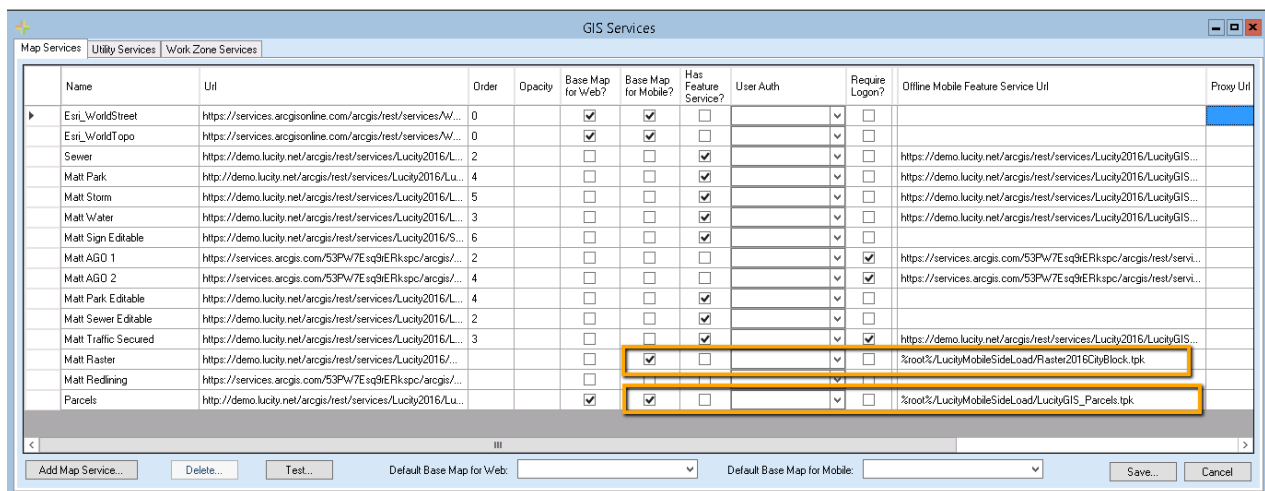 GIS Services
Map Services Utility Services Work Zone Services
Name Url Order Opacity Base Map for Web? Base Map for Mobile? Has Feature Service? User Auth Require Logon? Offline Mobile Feature Service Url Proxy Url
Esri_WorldStreet https://services.arcgisonline.com/arcgis/rest/services/W... 0
Esri_WorldTopo https://services.arcgisonline.com/arcgis/rest/services/W... 0
Sewer https://demo.lucity.net/arcgis/rest/services/Lucity2016/L... 2 https://demo.lucity.net/arcgis/rest/services/Lucity2016/LucityGIS...
Matt Park http://demo.lucity.net/arcgis/rest/services/Lucity2016/Lu... 4 https://demo.lucity.net/arcgis/rest/services/Lucity2016/LucityGIS...
Matt Storm https://demo.lucity.net/arcgis/rest/services/Lucity2016/L... 5 https://demo.lucity.net/arcgis/rest/services/Lucity2016/LucityGIS...
Matt Water https://demo.lucity.net/arcgis/rest/services/Lucity2016/L... 3 https://demo.lucity.net/arcgis/rest/services/Lucity2016/LucityGIS...
Matt Sign Editable https://demo.lucity.net/arcgis/rest/services/Lucity2016/S... 6
Matt AGO 1 https://services.arcgis.com/53PW7Esq9rERkspc/arcgis/... 2 https://services.arcgis.com/53PW7Esq9rERkspc/arcgis/rest/servi...
Matt AGO 2 https://services.arcgis.com/53PW7Esq9rERkspc/arcgis/... 4 https://services.arcgis.com/53PW7Esq9rERkspc/arcgis/rest/servi...
Matt Park Editable https://demo.lucity.net/arcgis/rest/services/Lucity2016/L... 4
Matt Sewer Editable https://demo.lucity.net/arcgis/rest/services/Lucity2016/L... 2
Matt Traffic Secured https://demo.lucity.net/arcgis/rest/services/Lucity2016/L... 3 https://demo.lucity.net/arcgis/rest/services/Lucity2016/LucityGIS...
Matt Raster https://demo.lucity.net/arcgis/rest/services/Lucity2016/... %root%/LucityMobileSideLoad/Raster2016CityBlock.tpk
Matt Redlining https://services.arcgis.com/53PW7Esq9rERkspc/arcgis/...
Parcels http://demo.lucity.net/arcgis/rest/services/Lucity2016/Lu... %root%/LucityMobileSideLoad/LucityGIS_Parcels.tpk
Add Map Service... Delete... Test... Default Base Map for Web: Default Base Map for Mobile: Save... Cancel